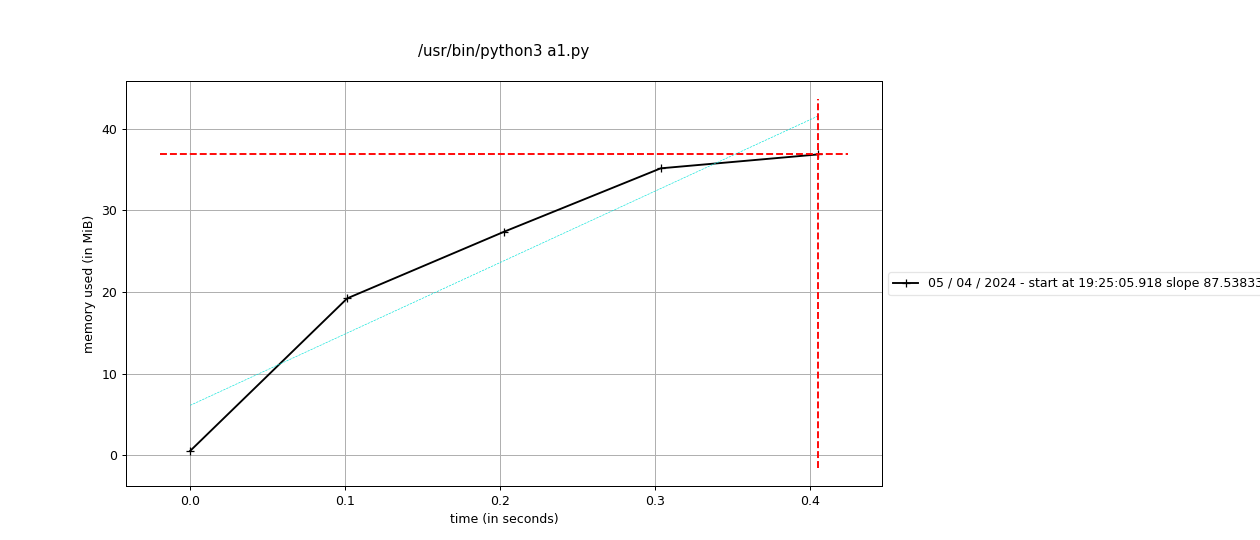 /usr/bin/python3 a1.py
40
30
20
10
0
memory used (in MiB)
0.0 0.1 0.2 0.3 0.4
time (in seconds)
05 / 04 / 2024 - start at 19:25:05.918 slope 87.53833